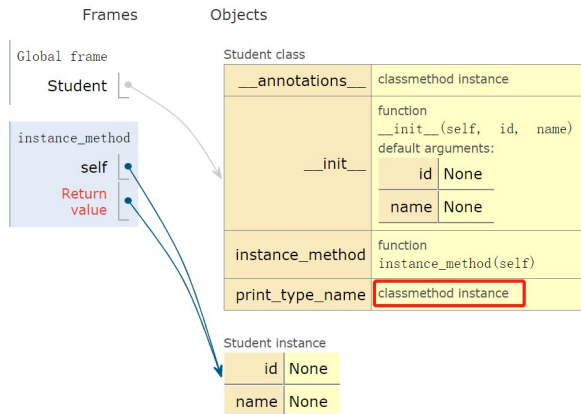 Frames
Objects
Global frame
Student
instance_method
self
Return
value
Student class
__annotations__
classmethod instance
__init__
function
__init__(self, id, name)
default arguments:
id None
name None
instance_method
function
instance_method(self)
print_type_name
classmethod instance
Student instance
id None
name None